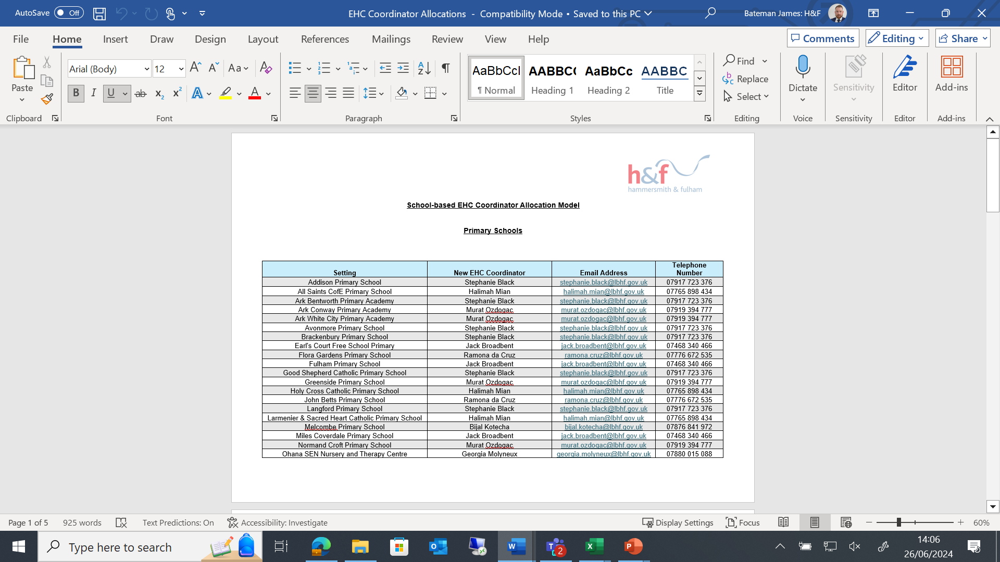 AutoSave Off EHC Coordinator Allocations - Compatibility Mode • Saved to this PC Bateman James: H&F
File Home Insert Draw Design Layout References Mailings Review View Help Comments Editing Share
Paste Arial (Body) 12 Aa AaBbCcI AABBC AaBbCc AABBC Find Replace Select Dictate Sensitivity Editor Add-ins
¶ Normal Heading 1 Heading 2 Title
Clipboard Font Paragraph Styles Editing Voice Sensitivity Editor Add-ins
h&f
hammersmith & fulham
School-based EHC Coordinator Allocation Model
Primary Schools
Setting New EHC Coordinator Email Address Telephone Number
Addison Primary School Stephanie Black stephanie.black@lbhf.gov.uk 07917 723 376
All Saints CofE Primary School Halimah Mian halimah.mian@lbhf.gov.uk 07765 898 434
Ark Bentworth Primary Academy Stephanie Black stephanie.black@lbhf.gov.uk 07917 723 376
Ark Conway Primary Academy Murat Ozdogac murat.ozdogac@lbhf.gov.uk 07919 394 777
Ark White City Primary Academy Murat Ozdogac murat.ozdogac@lbhf.gov.uk 07919 394 777
Avonmore Primary School Stephanie Black stephanie.black@lbhf.gov.uk 07917 723 376
Brackenbury Primary School Stephanie Black stephanie.black@lbhf.gov.uk 07917 723 376
Earl's Court Free School Primary Jack Broadbent jack.broadbent@lbhf.gov.uk 07468 340 466
Flora Gardens Primary School Ramona da Cruz ramona.cruz@lbhf.gov.uk 07776 672 535
Fulham Primary School Jack Broadbent jack.broadbent@lbhf.gov.uk 07468 340 466
Good Shepherd Catholic Primary School Stephanie Black stephanie.black@lbhf.gov.uk 07917 723 376
Greenside Primary School Murat Ozdogac murat.ozdogac@lbhf.gov.uk 07919 394 777
Holy Cross Catholic Primary School Halimah Mian halimah.mian@lbhf.gov.uk 07765 898 434
John Betts Primary School Ramona da Cruz ramona.cruz@lbhf.gov.uk 07776 672 535
Langford Primary School Stephanie Black stephanie.black@lbhf.gov.uk 07917 723 376
Larmenier & Sacred Heart Catholic Primary School Halimah Mian halimah.mian@lbhf.gov.uk 07765 898 434
Melcombe Primary School Bijal Kotecha bijal.kotecha@lbhf.gov.uk 07876 841 972
Miles Coverdale Primary School Jack Broadbent jack.broadbent@lbhf.gov.uk 07468 340 466
Normand Croft Primary School Murat Ozdogac murat.ozdogac@lbhf.gov.uk 07919 394 777
Ohana SEN Nursery and Therapy Centre Georgia Molyneux georgia.molyneux@lbhf.gov.uk 07880 015 088
Page 1 of 5 925 words Text Predictions: On Accessibility: Investigate Display Settings Focus 60%
Type here to search 2 14:06
26/06/2024